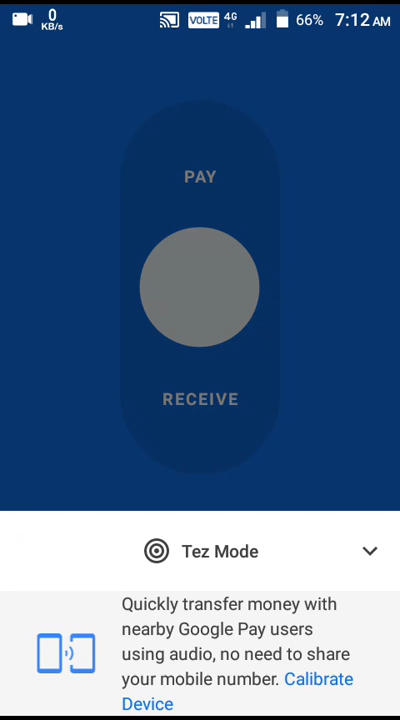 0 KB/s VOLTE 4G 66% 7:12 AM
PAY
RECEIVE
Tez Mode
Quickly transfer money with
nearby Google Pay users
using audio, no need to share
your mobile number. Calibrate
Device